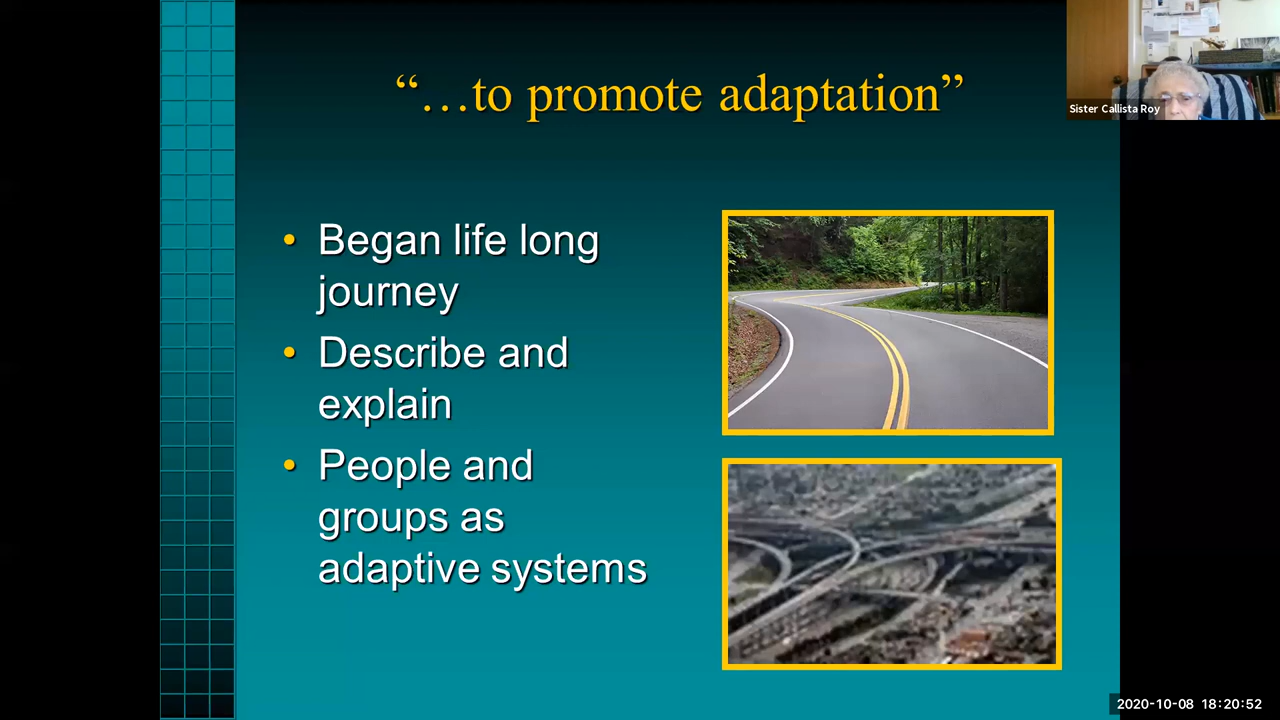 “…to promote adaptation”
Sister Callista Roy
• Began life long
journey
• Describe and
explain
• People and
groups as
adaptive systems
2020-10-08 18:20:52